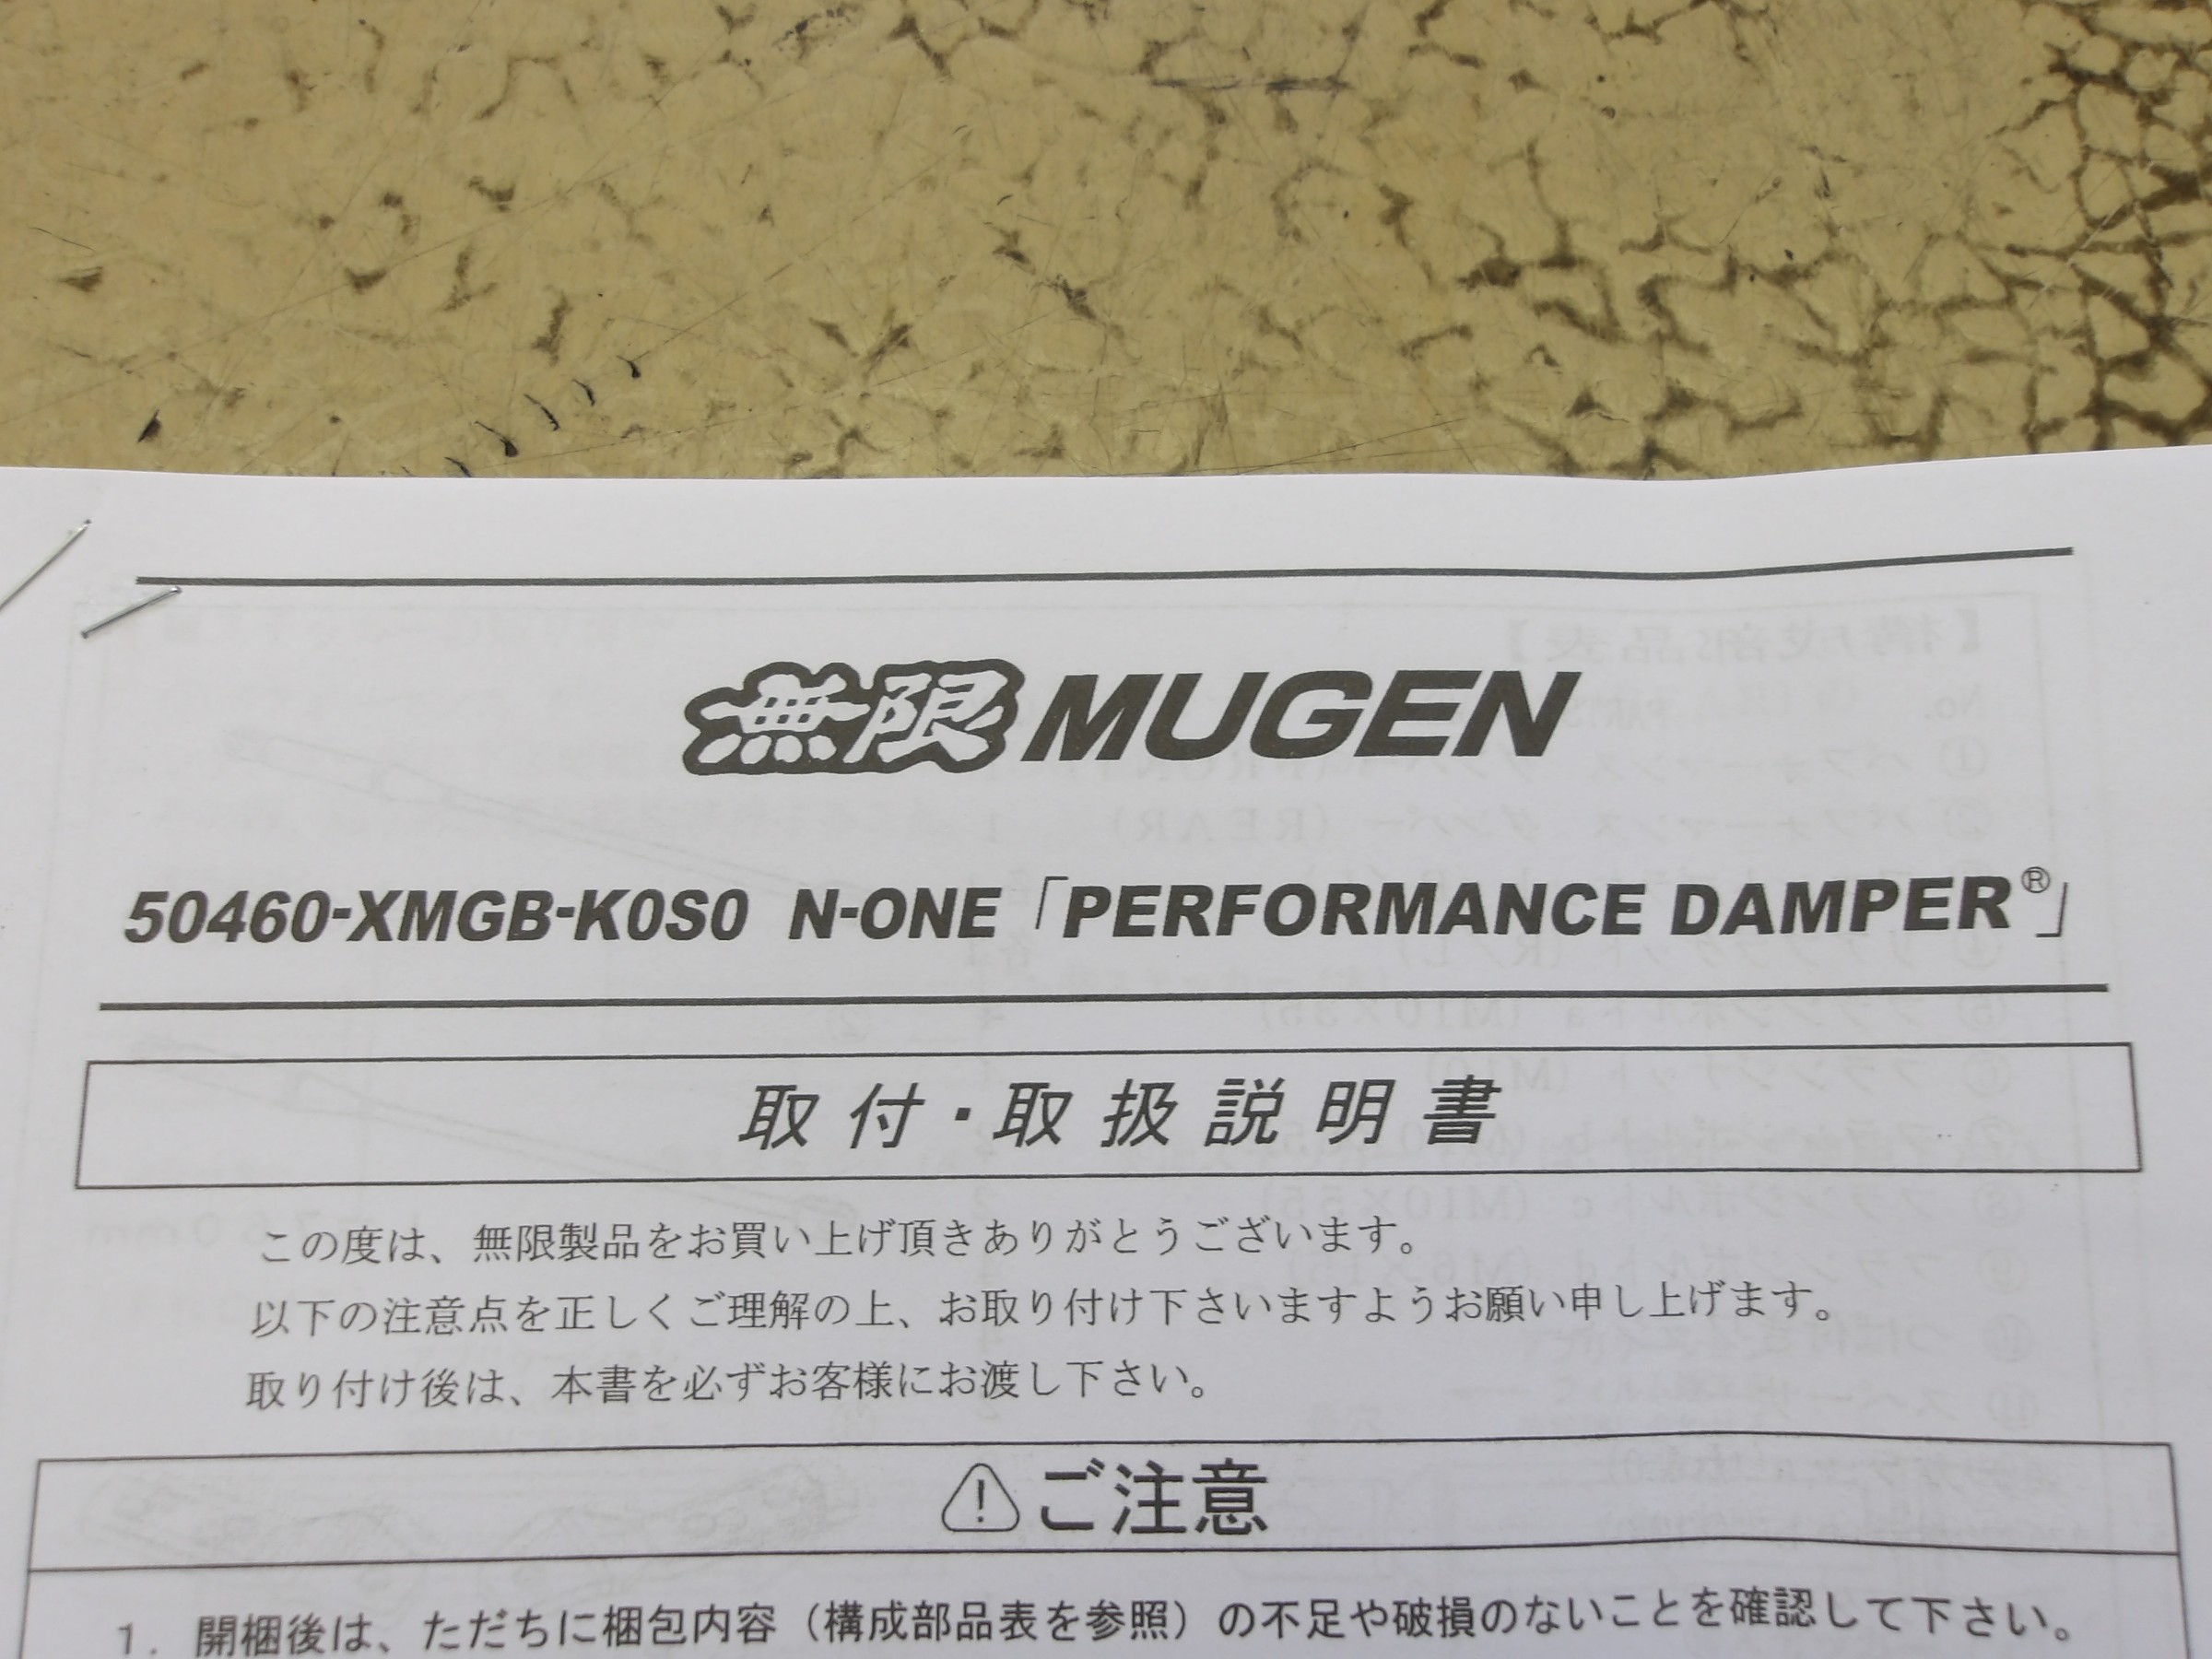 無限 MUGEN
50460-XMGB-K0S0 N-ONE「PERFORMANCE DAMPER®」
取付・取扱説明書
この度は、無限製品をお買い上げ頂きありがとうございます。
以下の注意点を正しくご理解の上、お取り付け下さいますようお願い申し上げます。
取り付け後は、本書を必ずお客様にお渡し下さい。
ご注意
1. 開梱後は、ただちに梱包内容（構成部品表を参照）の不足や破損のないことを確認して下さい。